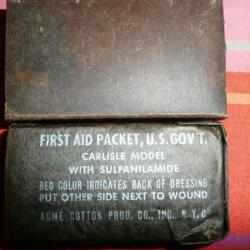 FIRST AID PACKET, U.S. GOV'T.
CARLISLE MODEL
WITH SULFANILAMIDE
RED COLOR INDICATES BACK OF DRESSING
PUT OTHER SIDE NEXT TO WOUND
ACME COTTON PROD. CO., INC., N.Y.C